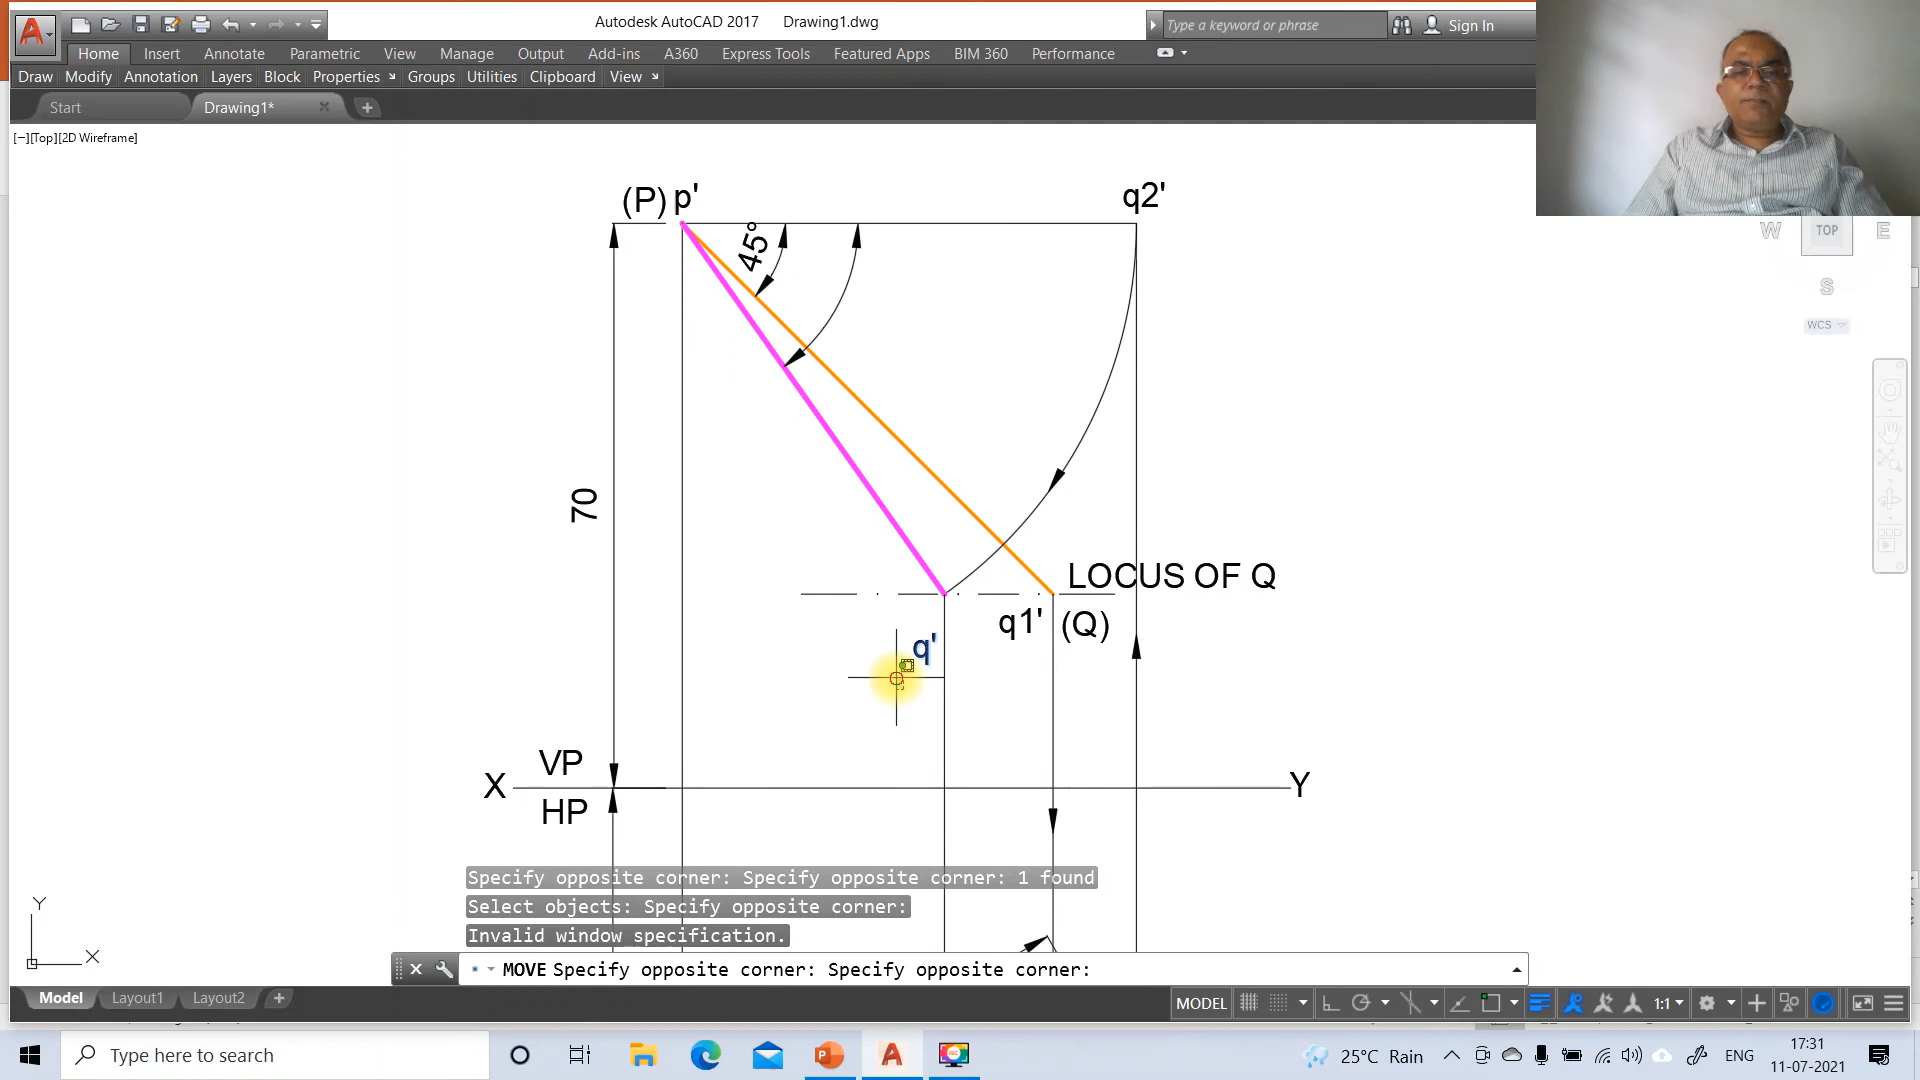 Autodesk AutoCAD 2017 Drawing1.dwg
Type a keyword or phrase
Sign In
Home Insert Annotate Parametric View Manage Output Add-ins A360 Express Tools Featured Apps BIM 360 Performance
Draw Modify Annotation Layers Block Properties Groups Utilities Clipboard View
Start Drawing1*
[−][Top][2D Wireframe]
(P) p' q2'
W TOP E
S
WCS
45°
70
LOCUS OF Q
q1' (Q)
q'
VP
X Y
HP
Specify opposite corner: Specify opposite corner: 1 found
Select objects: Specify opposite corner:
Invalid window specification.
MOVE Specify opposite corner: Specify opposite corner:
Y
X
Model Layout1 Layout2
MODEL 1:1
Type here to search
25°C Rain ENG
17:31
11-07-2021